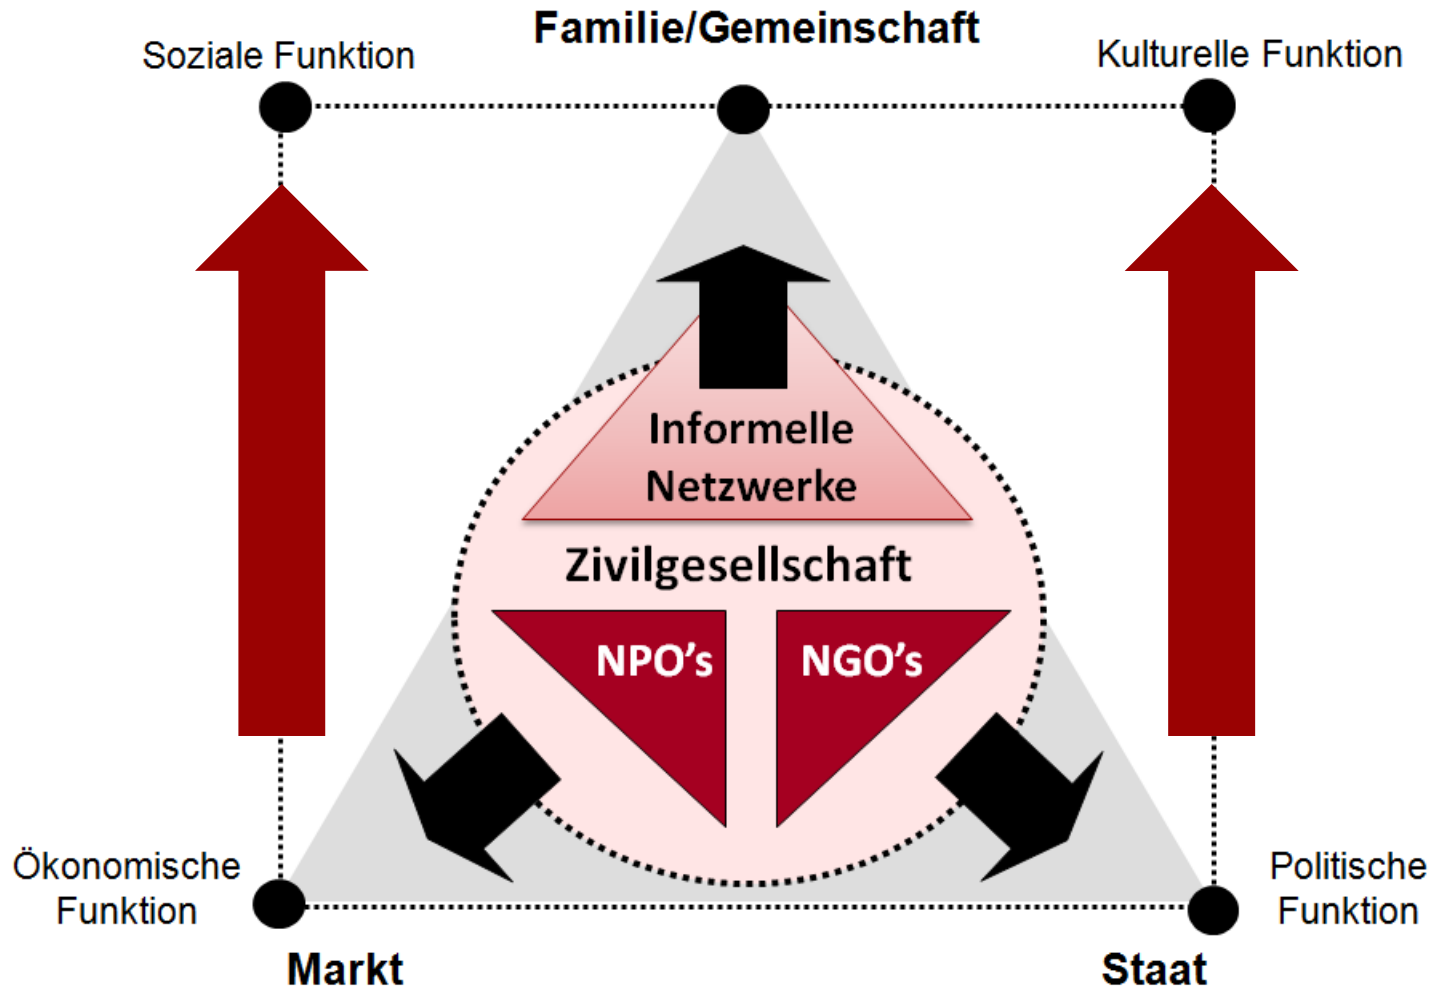 Familie/Gemeinschaft
Soziale Funktion
Kulturelle Funktion
Informelle
Netzwerke
Zivilgesellschaft
NPO's
NGO's
Ökonomische
Funktion
Politische
Funktion
Markt
Staat